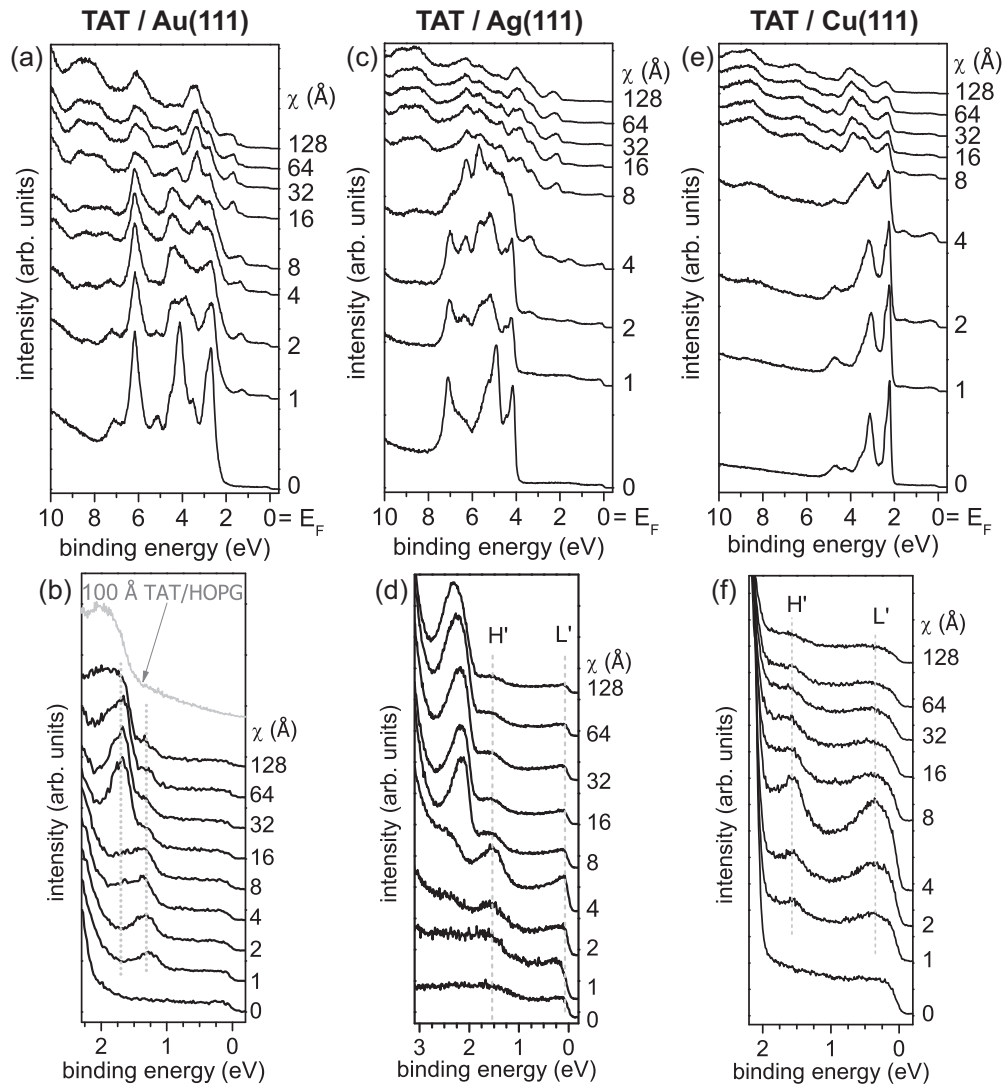 TAT / Au(111)
TAT / Ag(111)
TAT / Cu(111)
(a)
χ (Å)
128
64
32
16
8
4
2
1
0
intensity (arb. units)
10 8 6 4 2 0= E_F
binding energy (eV)
(c)
χ (Å)
128
64
32
16
8
4
2
1
0
intensity (arb. units)
10 8 6 4 2 0= E_F
binding energy (eV)
(e)
χ (Å)
128
64
32
16
8
4
2
1
0
intensity (arb. units)
10 8 6 4 2 0= E_F
binding energy (eV)
(b)
100 Å TAT/HOPG
χ (Å)
128
64
32
16
8
4
2
1
0
intensity (arb. units)
2 1 0
binding energy (eV)
(d)
H' L'
χ (Å)
128
64
32
16
8
4
2
1
0
intensity (arb. units)
3 2 1 0
binding energy (eV)
(f)
H' L'
χ (Å)
128
64
32
16
8
4
2
1
0
intensity (arb. units)
2 1 0
binding energy (eV)